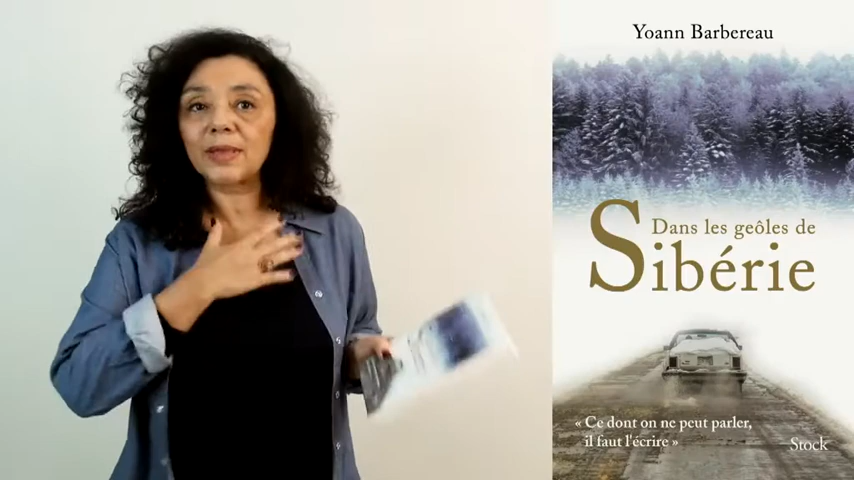 Yoann Barbereau
Dans les geôles de
Sibérie
« Ce dont on ne peut parler,
il faut l'écrire »
Stock